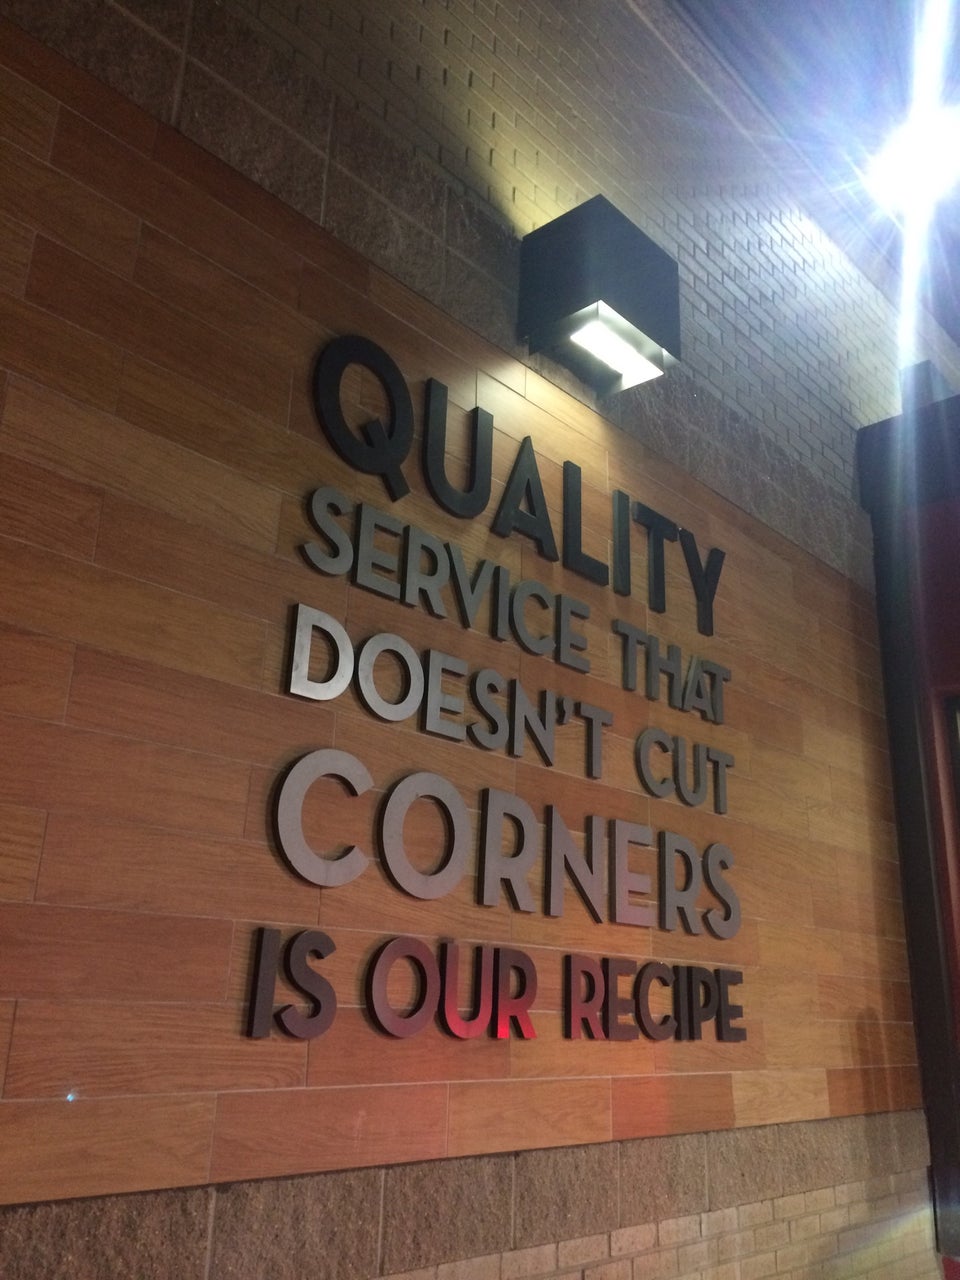 QUALITY
SERVICE THAT
DOESN'T CUT
CORNERS
IS OUR RECIPE